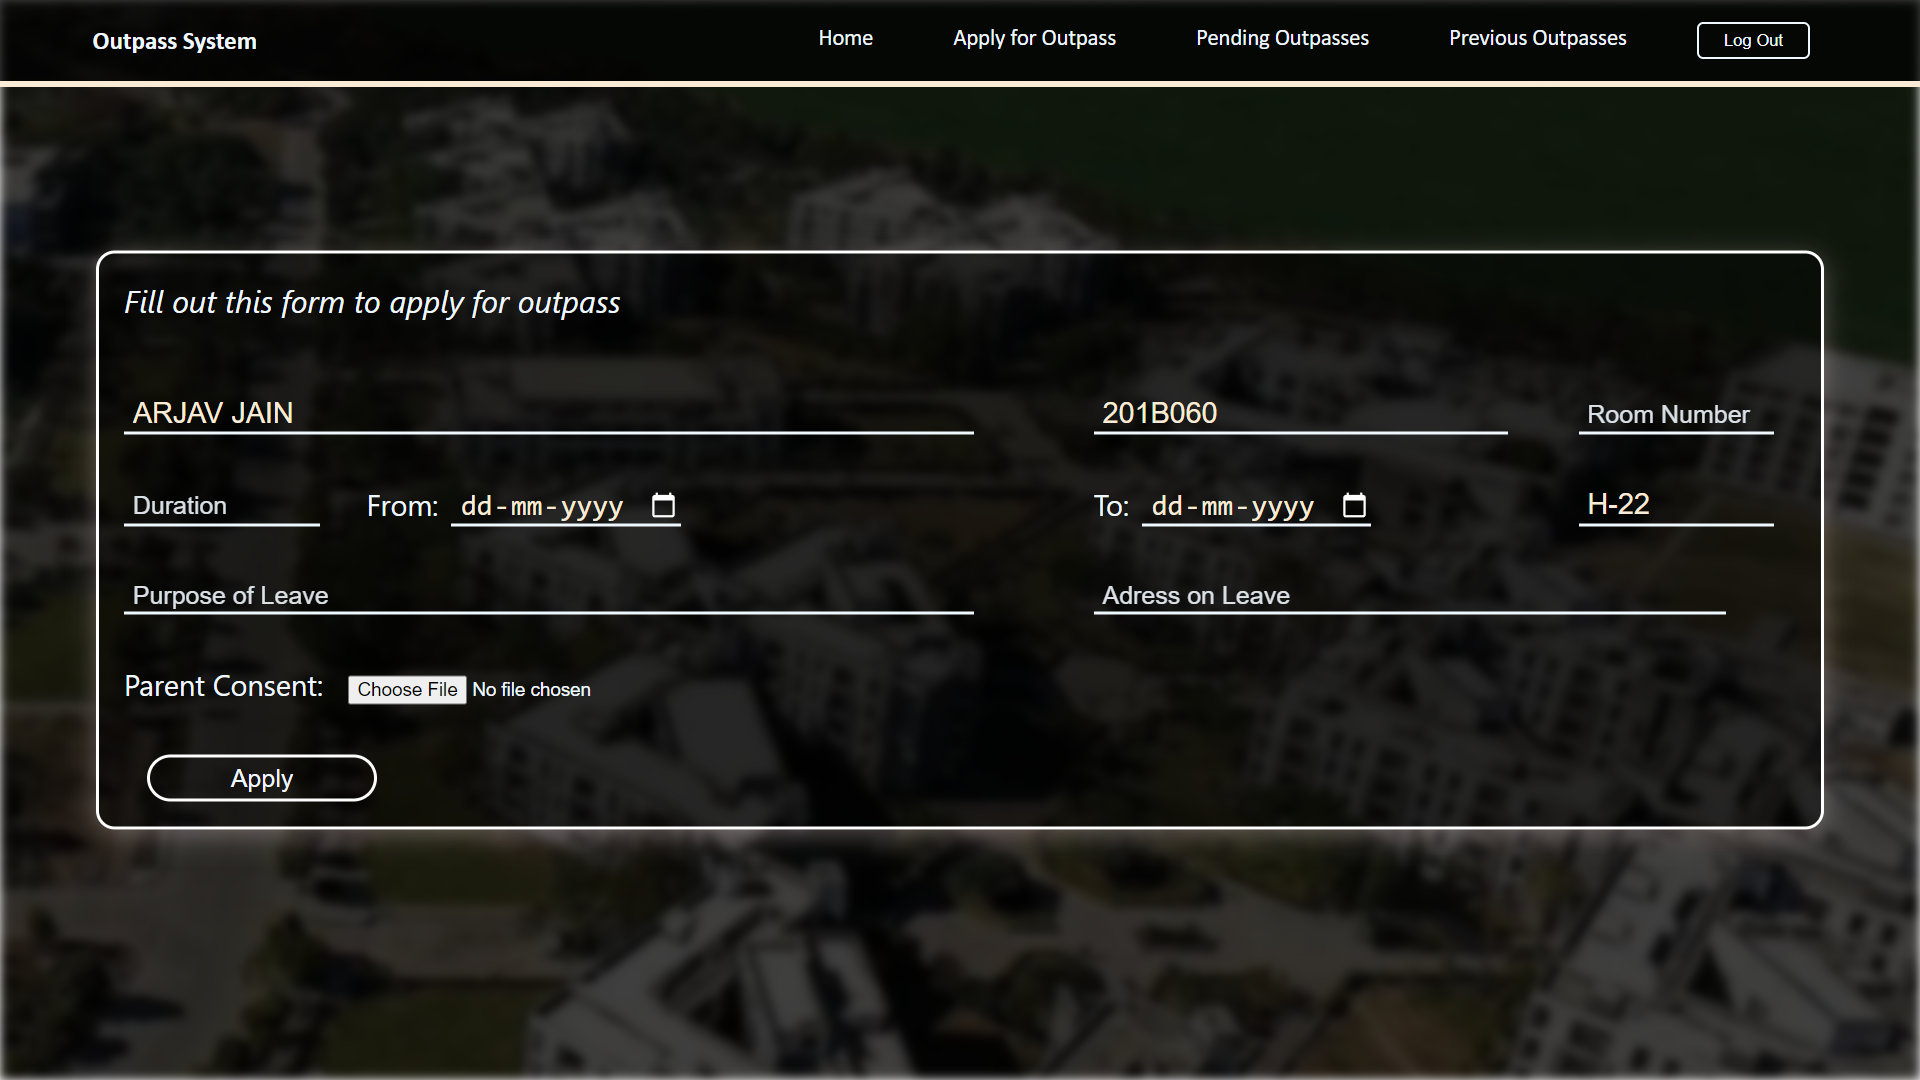 Outpass System Home Apply for Outpass Pending Outpasses Previous Outpasses Log Out
Fill out this form to apply for outpass
ARJAV JAIN 201B060 Room Number
Duration From: dd-mm-yyyy To: dd-mm-yyyy H-22
Purpose of Leave Adress on Leave
Parent Consent: Choose File No file chosen
Apply